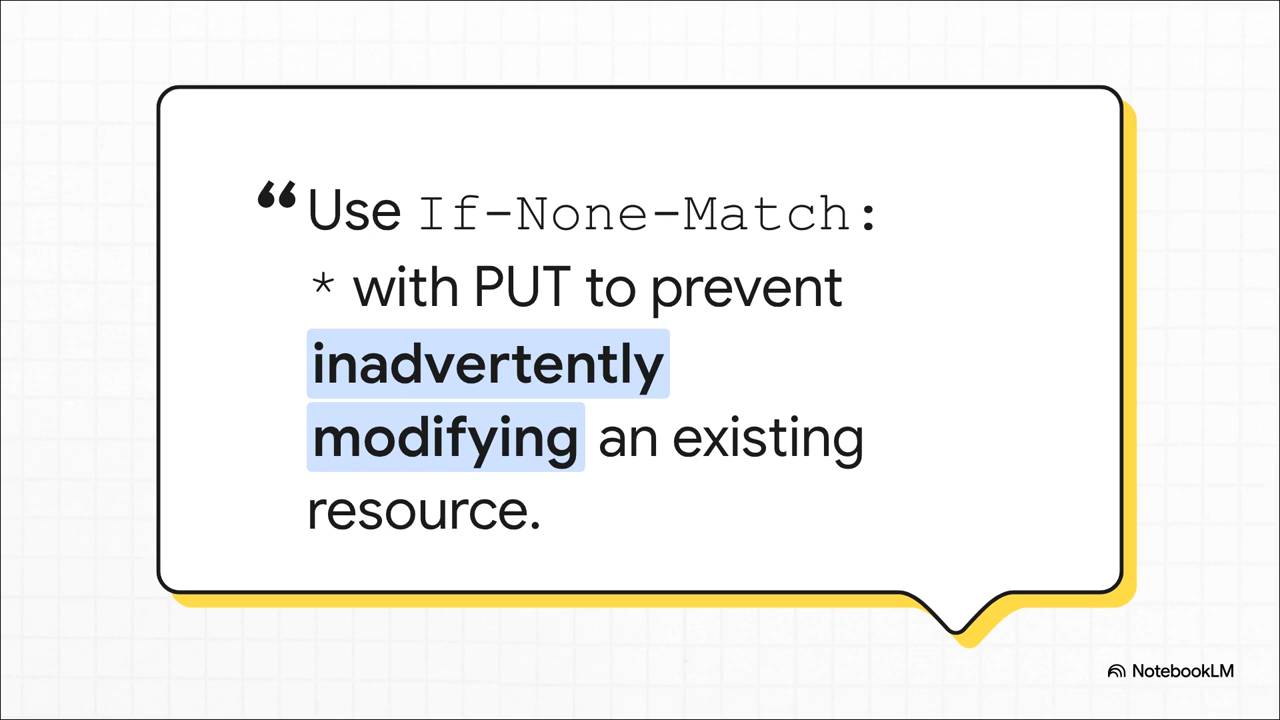 “Use If-None-Match:
* with PUT to prevent
inadvertently
modifying an existing
resource.
NotebookLM